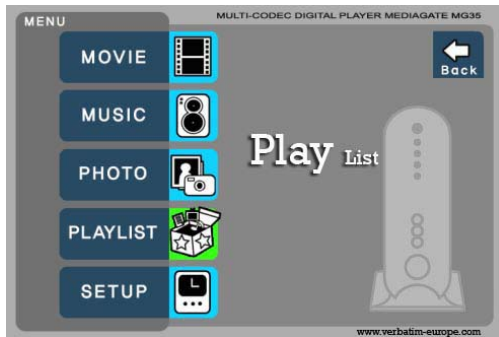 MENU
MULTI-CODEC DIGITAL PLAYER MEDIAGATE MG35
MOVIE
Back
MUSIC
Play List
PHOTO
PLAYLIST
SETUP
www.verbatim-europe.com